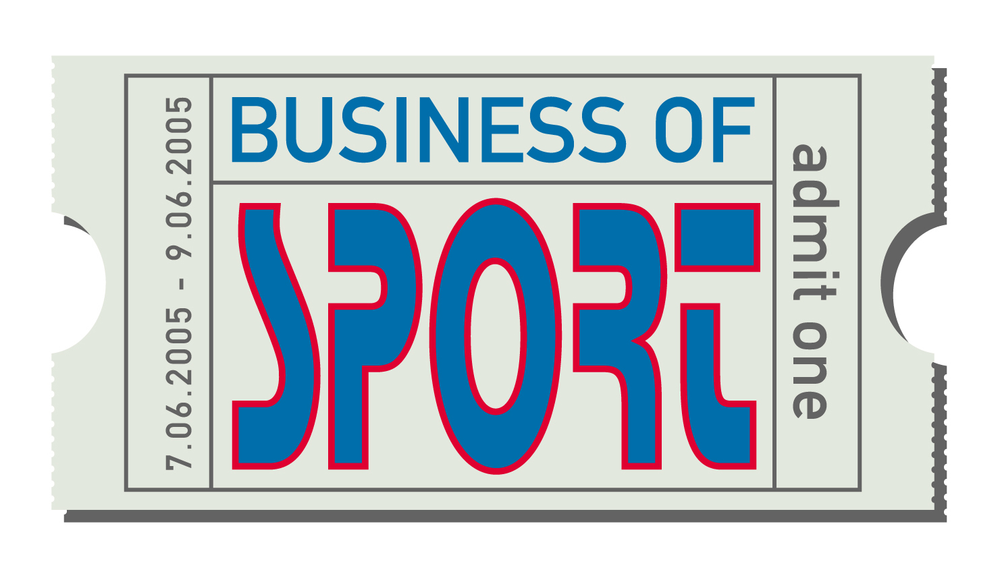 7.06.2005 - 9.06.2005
BUSINESS OF
SPORT
admit one